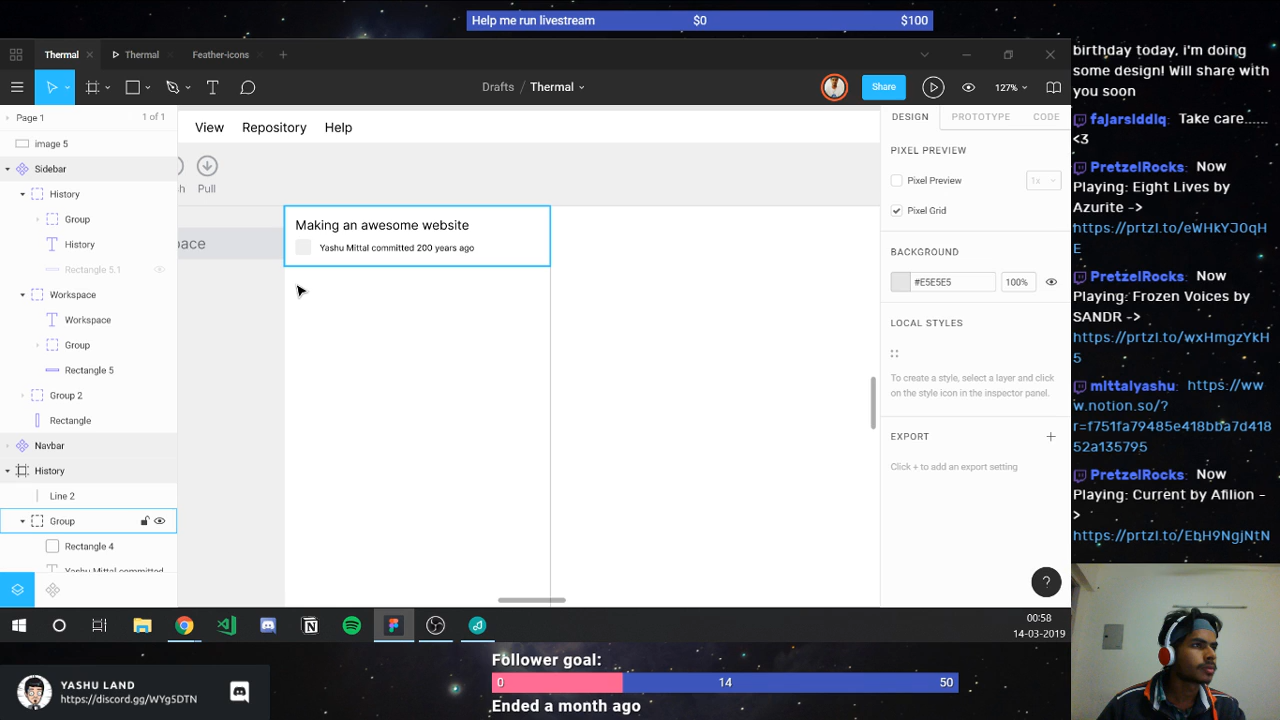 Help me run livestream $0 $100
Thermal
Thermal
Feather-icons
Drafts / Thermal
Share
127%
Page 1
1 of 1
image 5
Sidebar
History
Group
History
Rectangle 5.1
Workspace
Workspace
Group
Rectangle 5
Group 2
Rectangle
Navbar
History
Line 2
Group
Rectangle 4
Yashu Mittal committed
View Repository Help
Pull
pace
Making an awesome website
Yashu Mittal committed 200 years ago
DESIGN PROTOTYPE CODE
PIXEL PREVIEW
Pixel Preview
1x
Pixel Grid
BACKGROUND
#E5E5E5 100%
LOCAL STYLES
To create a style, select a layer and click
on the style icon in the inspector panel.
EXPORT
Click + to add an export setting
?
00:58
14-03-2019
birthday today, i'm doing
some design! Will share with
you soon
fajarsiddiq: Take care......
<3
PretzelRocks: Now
Playing: Eight Lives by
Azurite ->
https://prtzl.to/eWHkYJ0qH
E
PretzelRocks: Now
Playing: Frozen Voices by
SANDR ->
https://prtzl.to/wxHmgzYkH
5
mittalyashu: https://ww
w.notion.so/?
r=f751fa79485e418bba7d418
52a135795
PretzelRocks: Now
Playing: Current by Afilion -
>
https://prtzl.to/EbH9NgjNtN
YASHU LAND
https://discord.gg/WYg5DTN
Follower goal:
0 14 50
Ended a month ago